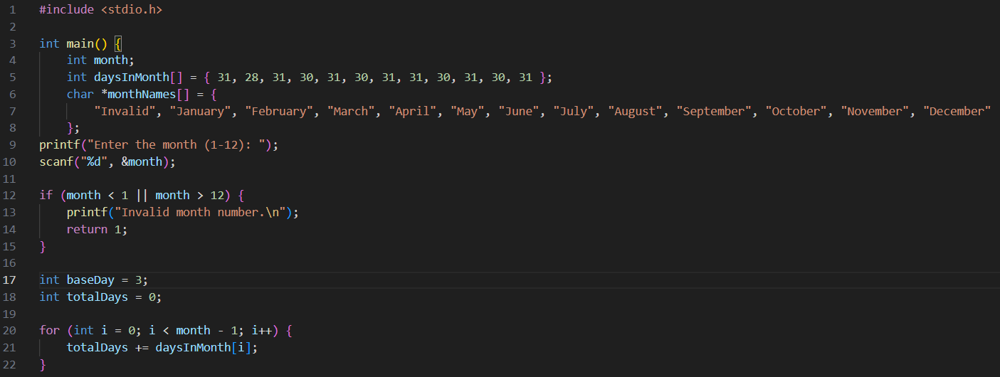 1 #include <stdio.h>
2
3 int main() {
4     int month;
5     int daysInMonth[] = { 31, 28, 31, 30, 31, 30, 31, 31, 30, 31, 30, 31 };
6     char *monthNames[] = {
7         "Invalid", "January", "February", "March", "April", "May", "June", "July", "August", "September", "October", "November", "December"
8     };
9 printf("Enter the month (1-12): ");
10 scanf("%d", &month);
11
12 if (month < 1 || month > 12) {
13     printf("Invalid month number.\n");
14     return 1;
15 }
16
17 int baseDay = 3;
18 int totalDays = 0;
19
20 for (int i = 0; i < month - 1; i++) {
21     totalDays += daysInMonth[i];
22 }